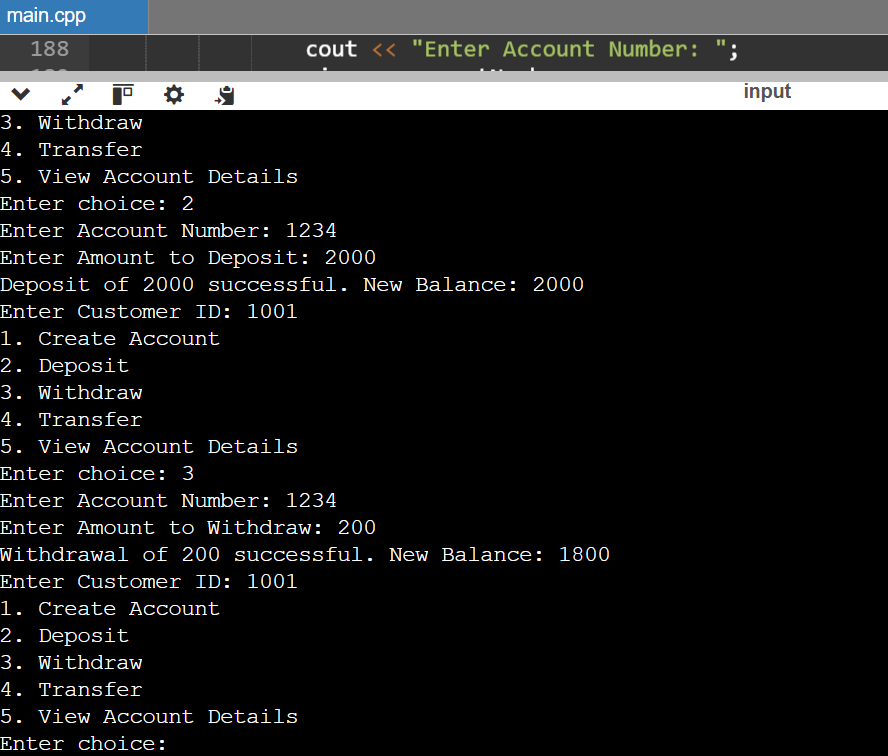 main.cpp
188 cout << "Enter Account Number: ";
input
3. Withdraw
4. Transfer
5. View Account Details
Enter choice: 2
Enter Account Number: 1234
Enter Amount to Deposit: 2000
Deposit of 2000 successful. New Balance: 2000
Enter Customer ID: 1001
1. Create Account
2. Deposit
3. Withdraw
4. Transfer
5. View Account Details
Enter choice: 3
Enter Account Number: 1234
Enter Amount to Withdraw: 200
Withdrawal of 200 successful. New Balance: 1800
Enter Customer ID: 1001
1. Create Account
2. Deposit
3. Withdraw
4. Transfer
5. View Account Details
Enter choice: